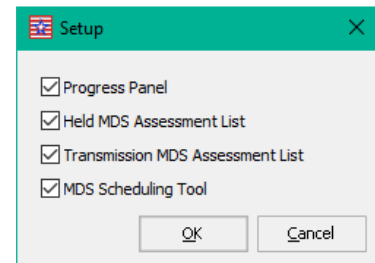 Setup
Progress Panel
Held MDS Assessment List
Transmission MDS Assessment List
MDS Scheduling Tool
OK Cancel